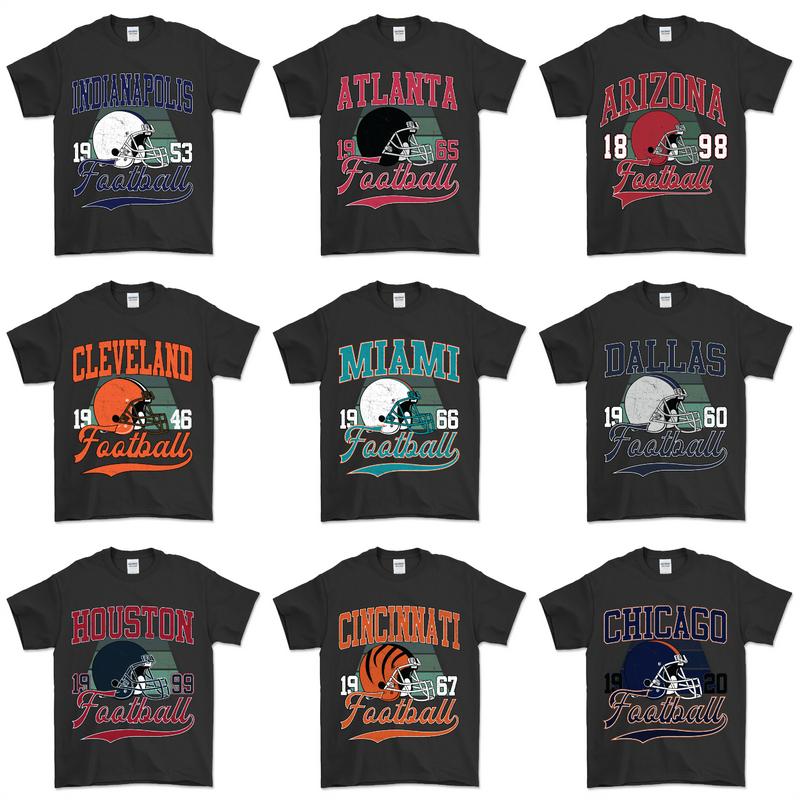 INDIANAPOLIS
19 53
Football
ATLANTA
19 65
Football
ARIZONA
18 98
Football
CLEVELAND
19 46
Football
MIAMI
19 66
Football
DALLAS
19 60
Football
HOUSTON
19 99
Football
CINCINNATI
19 67
Football
CHICAGO
19 20
Football